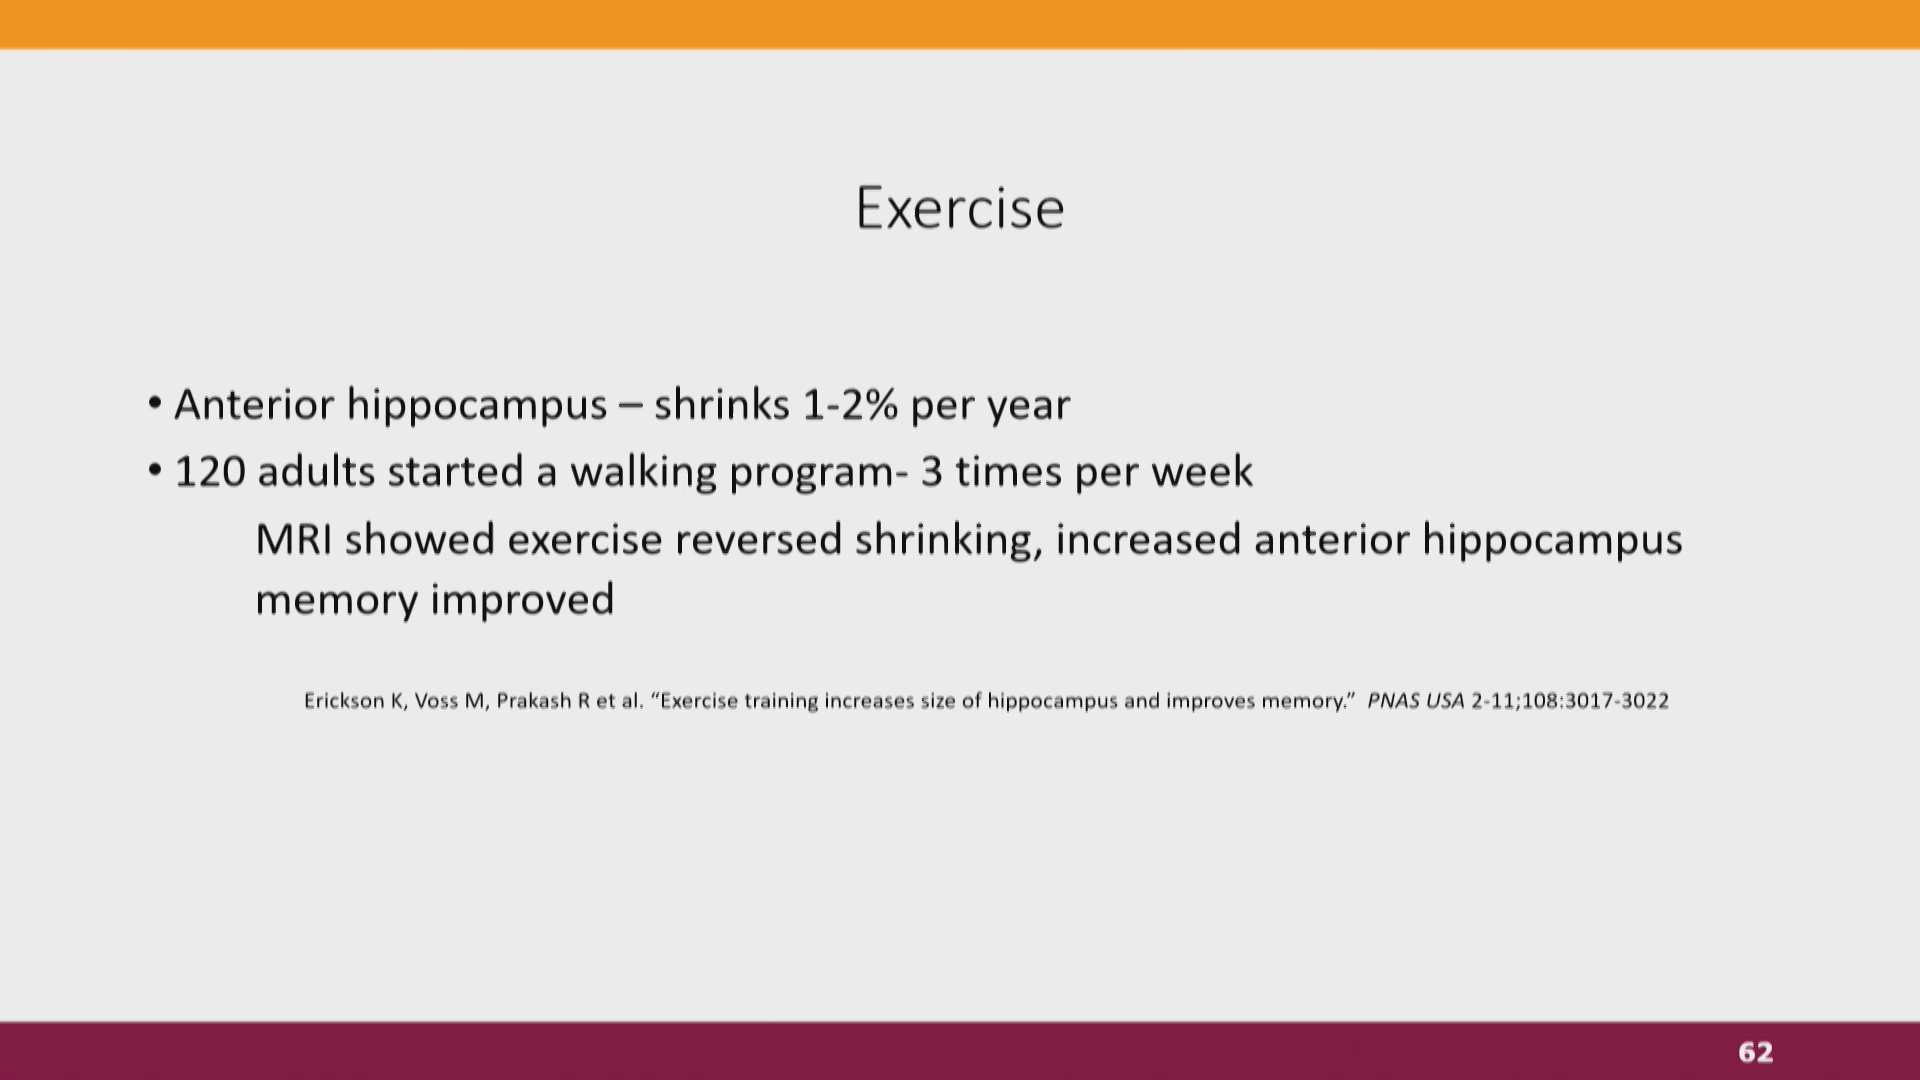 Exercise
• Anterior hippocampus – shrinks 1-2% per year
• 120 adults started a walking program- 3 times per week
MRI showed exercise reversed shrinking, increased anterior hippocampus
memory improved
Erickson K, Voss M, Prakash R et al. “Exercise training increases size of hippocampus and improves memory.” PNAS USA 2-11;108:3017-3022
62